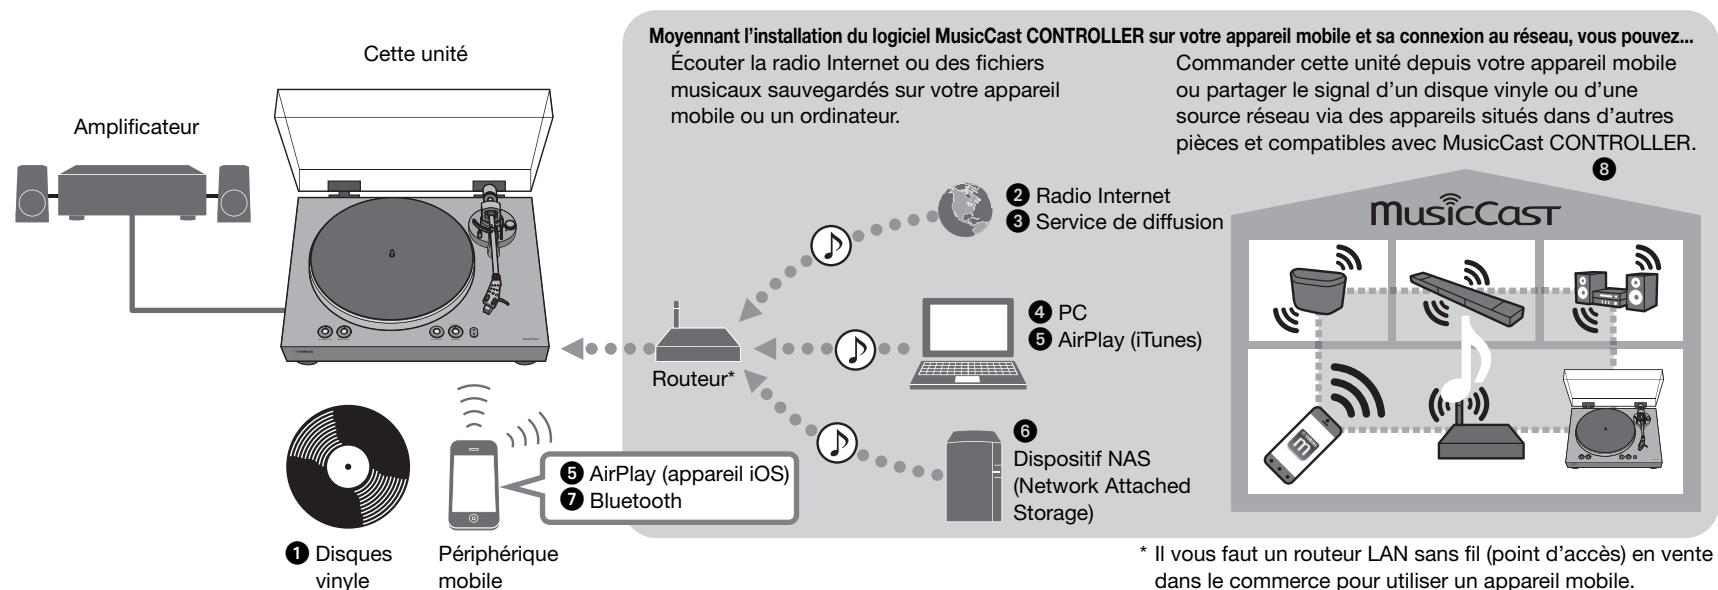 Moyennant l'installation du logiciel MusicCast CONTROLLER sur votre appareil mobile et sa connexion au réseau, vous pouvez...
Cette unité
Amplificateur
Écouter la radio Internet ou des fichiers
musicaux sauvegardés sur votre appareil
mobile ou un ordinateur.
Commander cette unité depuis votre appareil mobile
ou partager le signal d'un disque vinyle ou d'une
source réseau via des appareils situés dans d'autres
pièces et compatibles avec MusicCast CONTROLLER.
8
MusicCast
2 Radio Internet
3 Service de diffusion
4 PC
5 AirPlay (iTunes)
Routeur*
6
Dispositif NAS
(Network Attached
Storage)
5 AirPlay (appareil iOS)
7 Bluetooth
1 Disques
vinyle
Périphérique
mobile
* Il vous faut un routeur LAN sans fil (point d'accès) en vente
dans le commerce pour utiliser un appareil mobile.